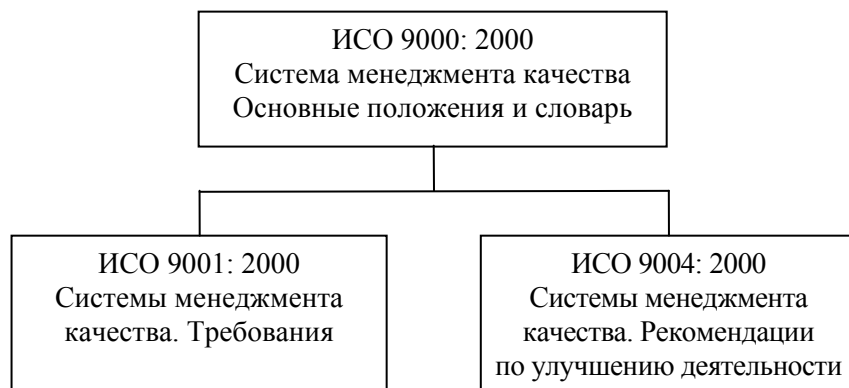 ИСО 9000: 2000
Система менеджмента качества
Основные положения и словарь
ИСО 9001: 2000
Системы менеджмента
качества. Требования
ИСО 9004: 2000
Системы менеджмента
качества. Рекомендации
по улучшению деятельности